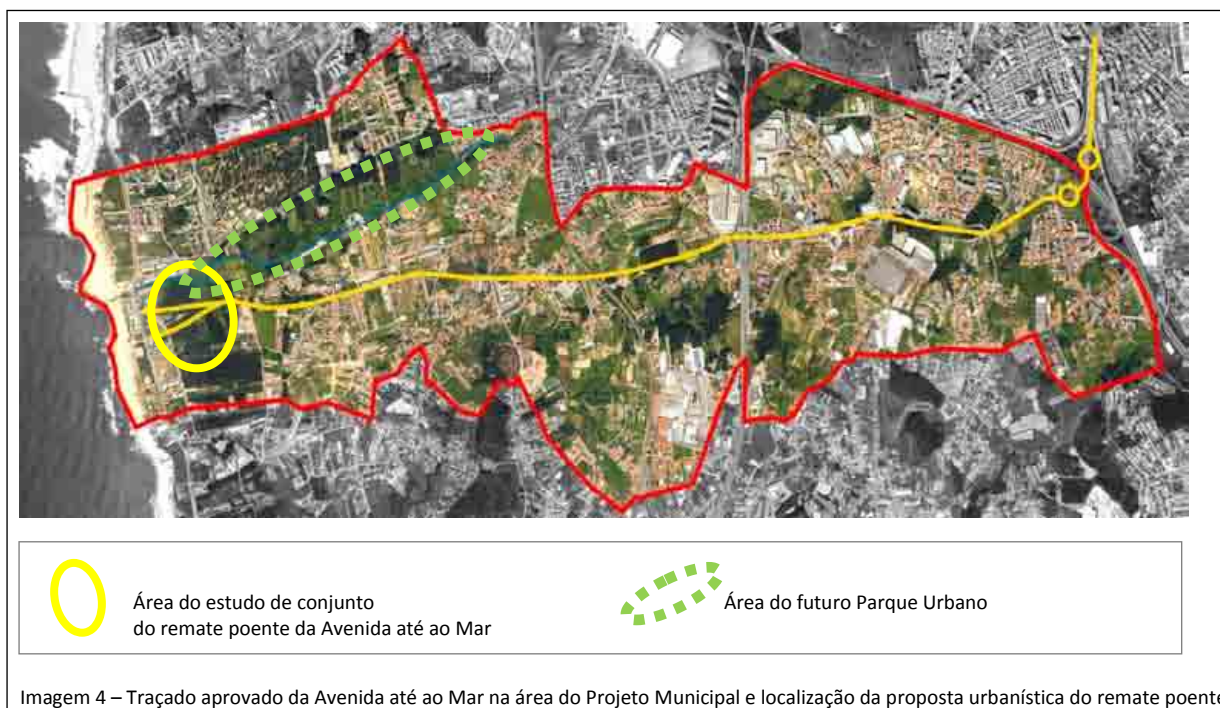 Área do estudo de conjunto
do remate poente da Avenida até ao Mar
Área do futuro Parque Urbano
Imagem 4 – Traçado aprovado da Avenida até ao Mar na área do Projeto Municipal e localização da proposta urbanística do remate poente